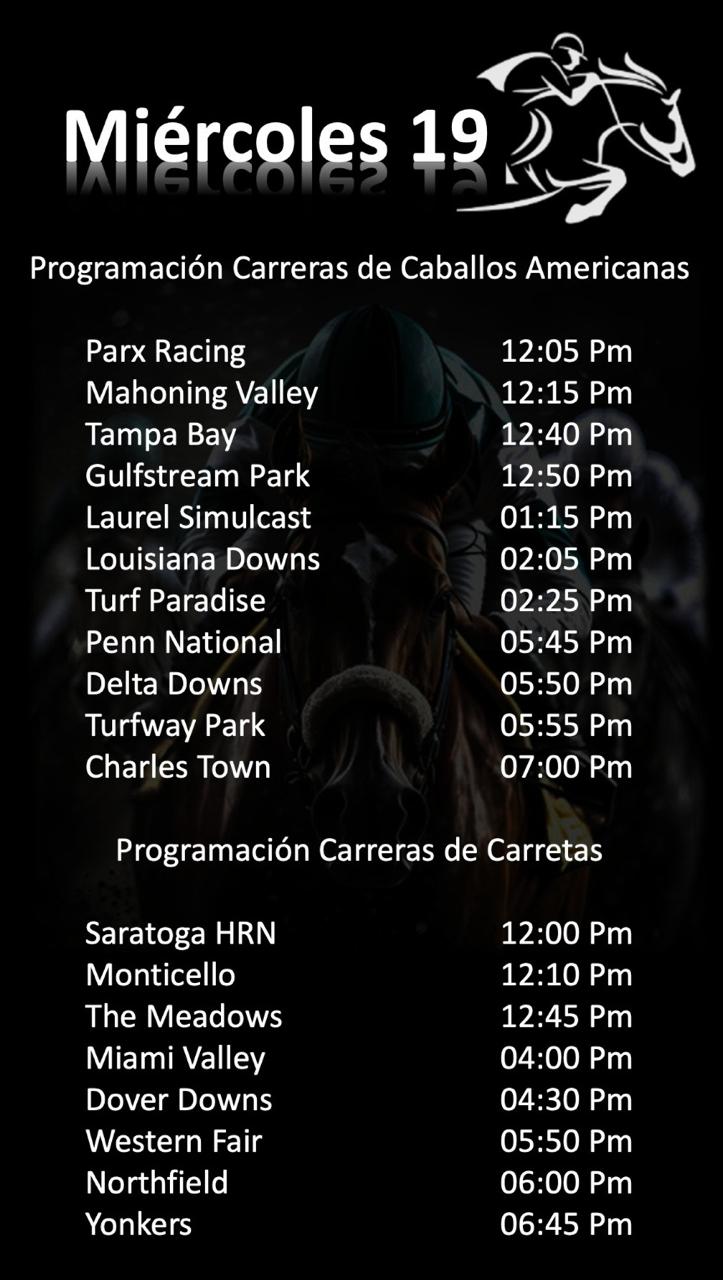 Miércoles 19
Programación Carreras de Caballos Americanas
Parx Racing 12:05 Pm
Mahoning Valley 12:15 Pm
Tampa Bay 12:40 Pm
Gulfstream Park 12:50 Pm
Laurel Simulcast 01:15 Pm
Louisiana Downs 02:05 Pm
Turf Paradise 02:25 Pm
Penn National 05:45 Pm
Delta Downs 05:50 Pm
Turfway Park 05:55 Pm
Charles Town 07:00 Pm
Programación Carreras de Carretas
Saratoga HRN 12:00 Pm
Monticello 12:10 Pm
The Meadows 12:45 Pm
Miami Valley 04:00 Pm
Dover Downs 04:30 Pm
Western Fair 05:50 Pm
Northfield 06:00 Pm
Yonkers 06:45 Pm